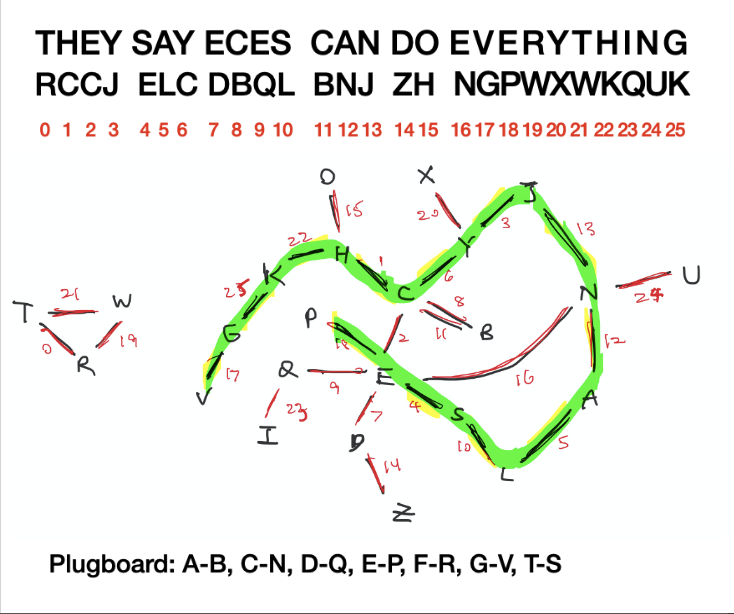 THEY SAY ECES CAN DO EVERYTHING
RCCJ ELC DBQL BNJ ZH NGPWXWKQUK
0 1 2 3 4 5 6 7 8 9 10 11 12 13 14 15 16 17 18 19 20 21 22 23 24 25
O X J
15 20 3 13
22 H Y
K 1 6 N U
21 25 C 24
T W G P 8 B
0 19 18 11 12
R 17 2 16
V Q E A
9 4 S
23 7 10 5
I D L
14
Z
Plugboard: A-B, C-N, D-Q, E-P, F-R, G-V, T-S